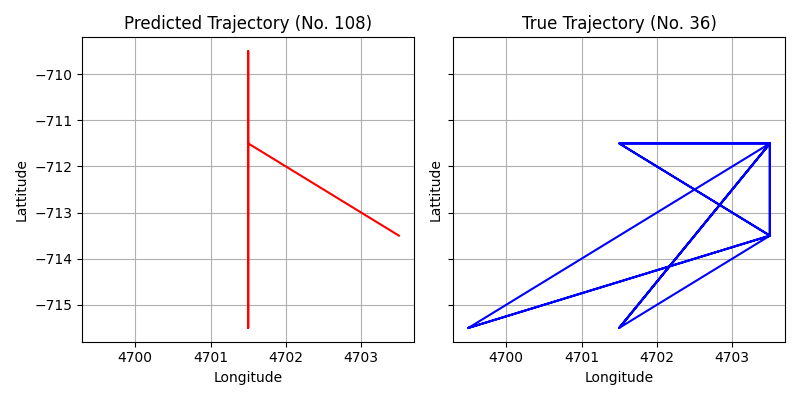 Predicted Trajectory (No. 108)
True Trajectory (No. 36)
−710
−711
−712
−713
−714
−715
Lattitude
Lattitude
4700 4701 4702 4703
4700 4701 4702 4703
Longitude
Longitude